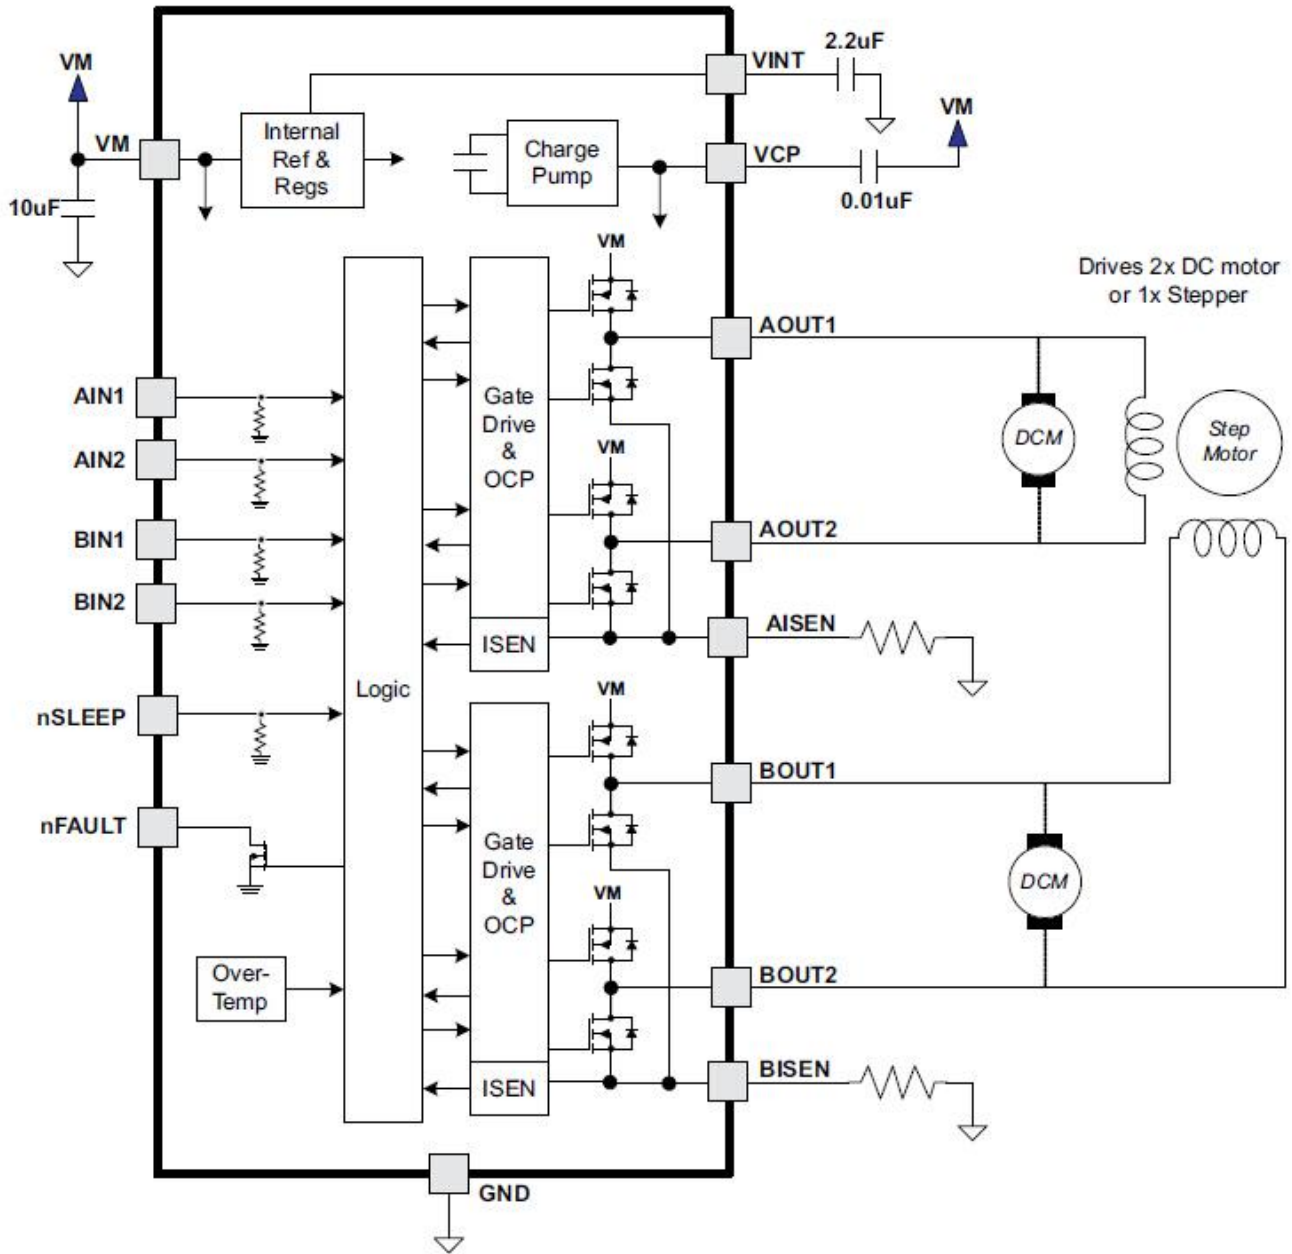 VINT
2.2uF
VM
VM
VM
10uF
Internal
Ref &
Regs
Charge
Pump
VCP
0.01uF
VM
Drives 2x DC motor
or 1x Stepper
AOUT1
AIN1
AIN2
BIN1
BIN2
Gate
Drive
&
OCP
VM
DCM
Step
Motor
AOUT2
ISEN
AISEN
Logic
nSLEEP
nFAULT
VM
BOUT1
Gate
Drive
&
OCP
VM
DCM
Over-
Temp
BOUT2
ISEN
BISEN
GND